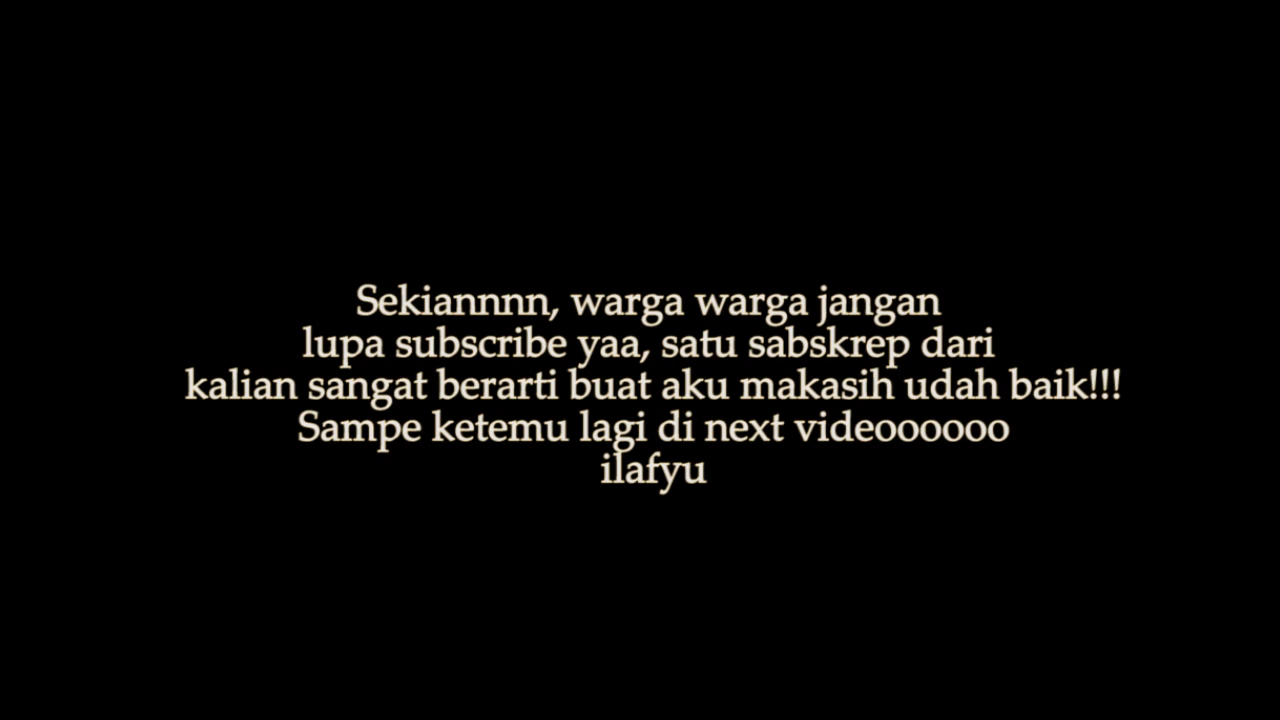 Sekiannnn, warga warga jangan
lupa subscribe yaa, satu sabskrep dari
kalian sangat berarti buat aku makasih udah baik!!!
Sampe ketemu lagi di next videoooooo
ilafyu